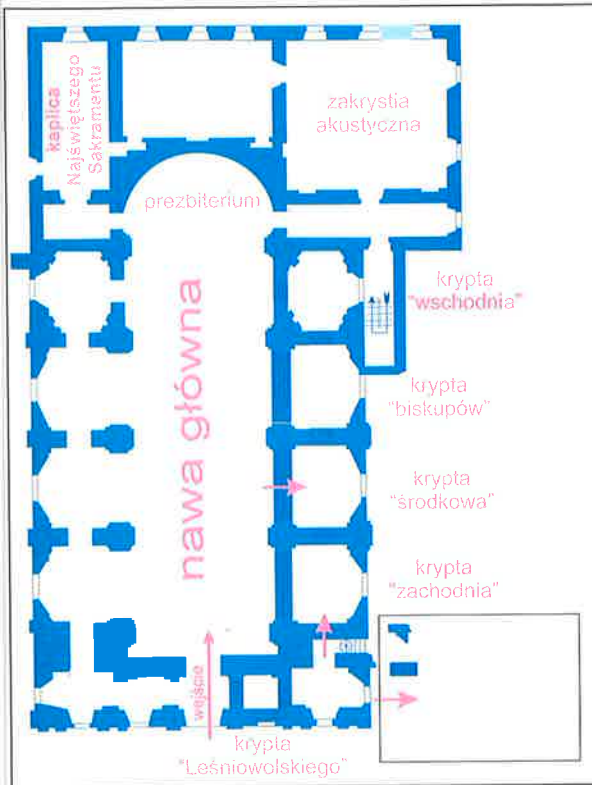 kaplica
Najświętszego
Sakramentu
zakrystia
akustyczna
prezbiterium
nawa główna
krypta
"wschodnia"
krypta
"biskupów"
krypta
"środkowa"
krypta
"zachodnia"
wejście
krypta
"Leśniowolskiego"